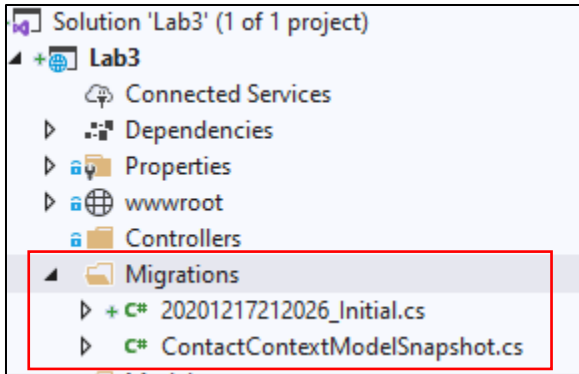 Solution 'Lab3' (1 of 1 project)
Lab3
Connected Services
Dependencies
Properties
wwwroot
Controllers
Migrations
C# 20201217212026_Initial.cs
C# ContactContextModelSnapshot.cs